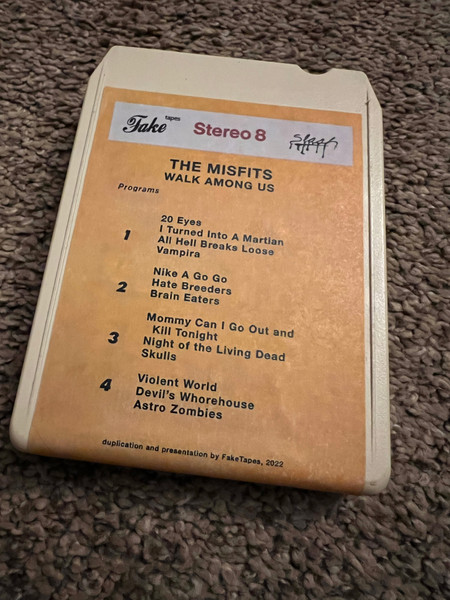 Fake tapes Stereo 8 Slash
THE MISFITS
WALK AMONG US
Programs
1
20 Eyes
I Turned Into A Martian
All Hell Breaks Loose
Vampira
2
Nike A Go Go
Hate Breeders
Brain Eaters
3
Mommy Can I Go Out and
Kill Tonight
Night of the Living Dead
Skulls
4
Violent World
Devil's Whorehouse
Astro Zombies
duplication and presentation by FakeTapes, 2022